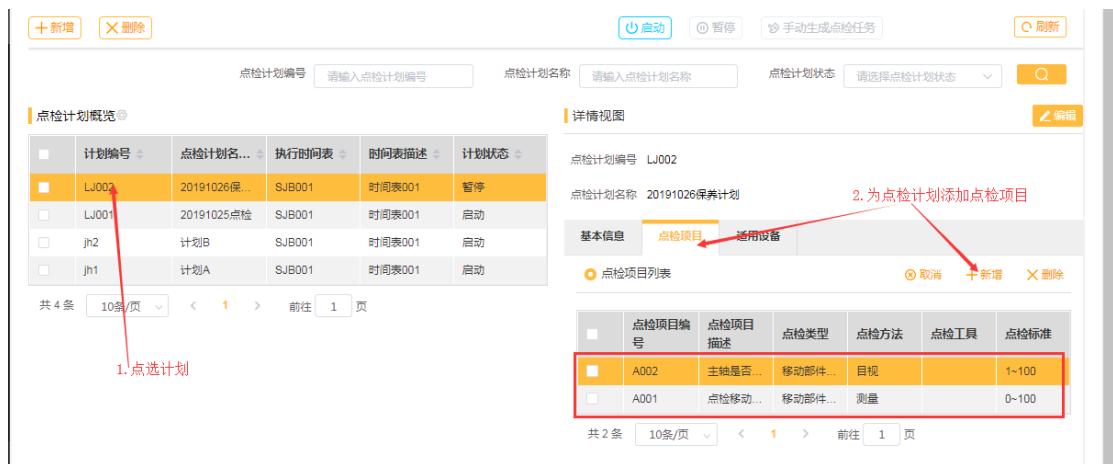 新增 删除 启动 暂停 手动生成点检任务 刷新
点检计划编号 请输入点检计划编号 点检计划名称 请输入点检计划名称 点检计划状态 请选择点检计划状态
点检计划概览
计划编号 点检计划名... 执行时间表 时间表描述 计划状态
LJ002 20191026保... SJB001 时间表001 暂停
LJ001 20191025点检 SJB001 时间表001 启动
jh2 计划B SJB001 时间表001 启动
jh1 计划A SJB001 时间表001 启动
共 4 条 10条/页 < 1 > 前往 1 页
1.点选计划
详情视图 编辑
点检计划编号 LJ002
点检计划名称 20191026保养计划
2.为点检计划添加点检项目
基本信息 点检项目 适用设备
点检项目列表 取消 新增 删除
点检项目编号 点检项目描述 点检类型 点检方法 点检工具 点检标准
A002 主轴是否... 移动部件... 目视 1~100
A001 点检移动... 移动部件... 测量 0~100
共 2 条 10条/页 < 1 > 前往 1 页